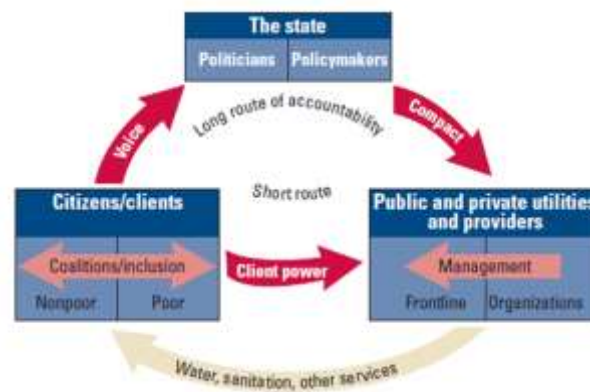 The state
Politicians Policymakers
Long route of accountability
Voice
Compact
Short route
Citizens/clients
Coalitions/inclusion
Nonpoor Poor
Client power
Public and private utilities
and providers
Management
Frontline Organizations
Water, sanitation, other services